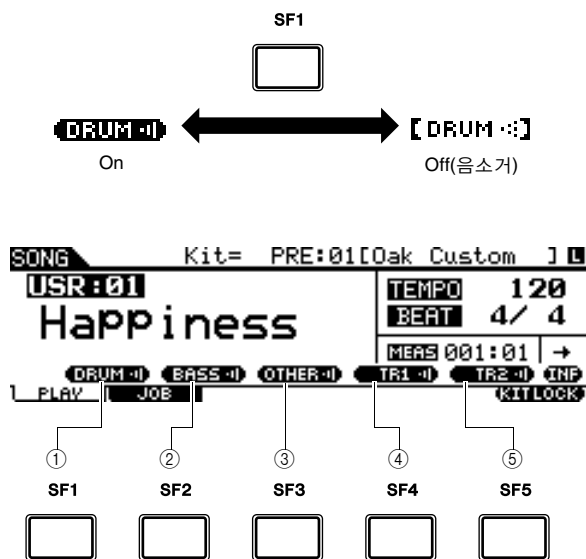 SF1
DRUM [DRUM]
On Off(음소거)
SONG Kit= PRE:01[Oak Custom ] L
USR:01 TEMPO 120
Happiness BEAT 4/ 4
MEAS 001:01 →
DRUM BASS OTHER TR1 TR2 INP
PLAY JOB KITLOCK
① ② ③ ④ ⑤
SF1 SF2 SF3 SF4 SF5